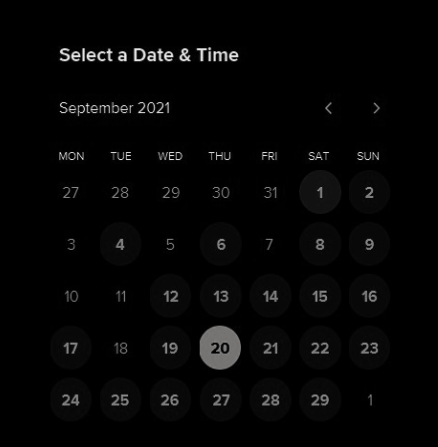 Select a Date & Time
September 2021
MON TUE WED THU FRI SAT SUN
27 28 29 30 31 1 2
3 4 5 6 7 8 9
10 11 12 13 14 15 16
17 18 19 20 21 22 23
24 25 26 27 28 29 1